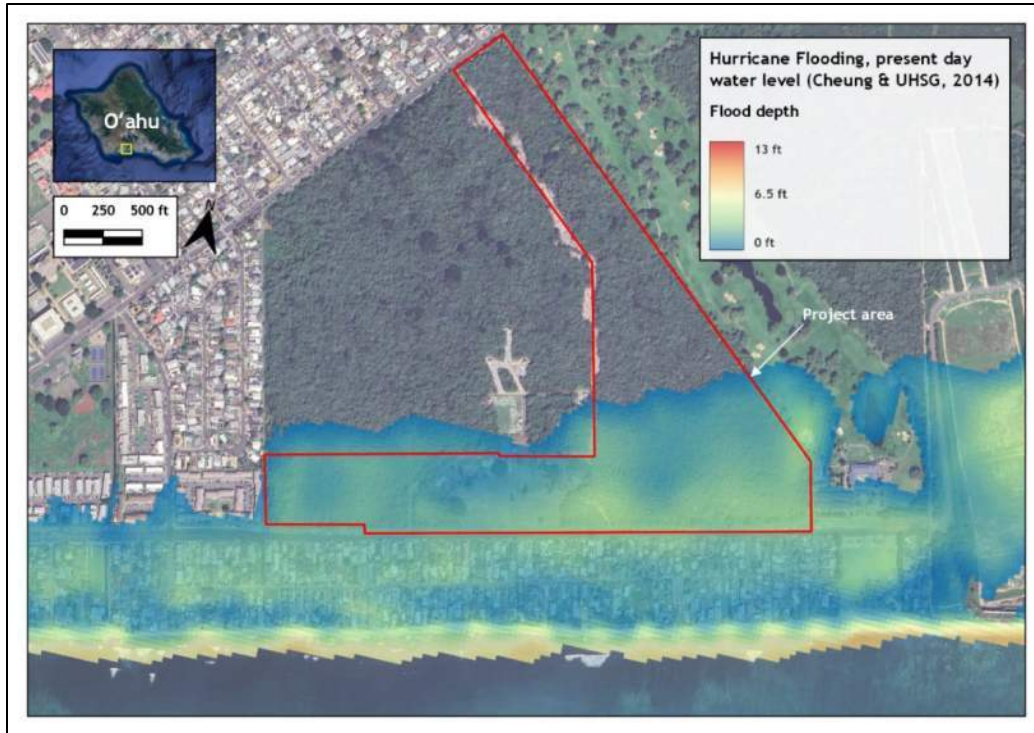 O‘ahu
0 250 500 ft
N
Hurricane Flooding, present day
water level (Cheung & UHSG, 2014)
Flood depth
13 ft
6.5 ft
0 ft
Project area